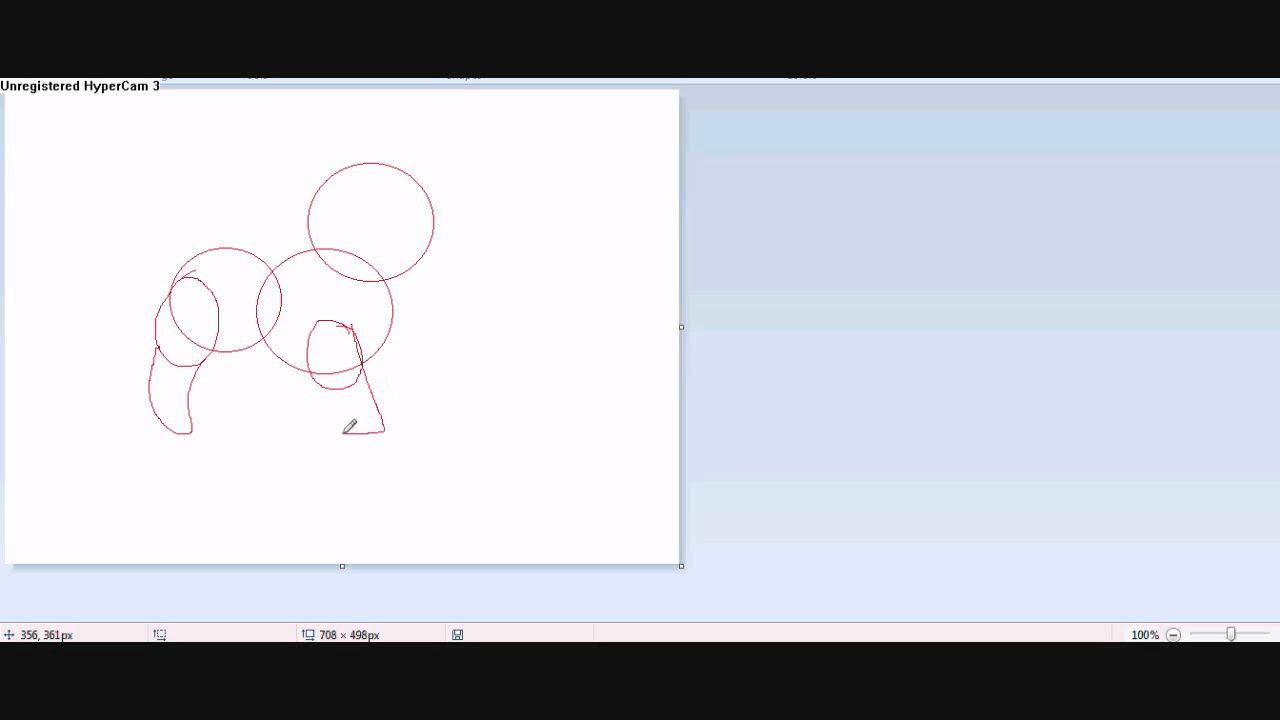 Unregistered HyperCam 3
356, 361px
708 × 498px
100%